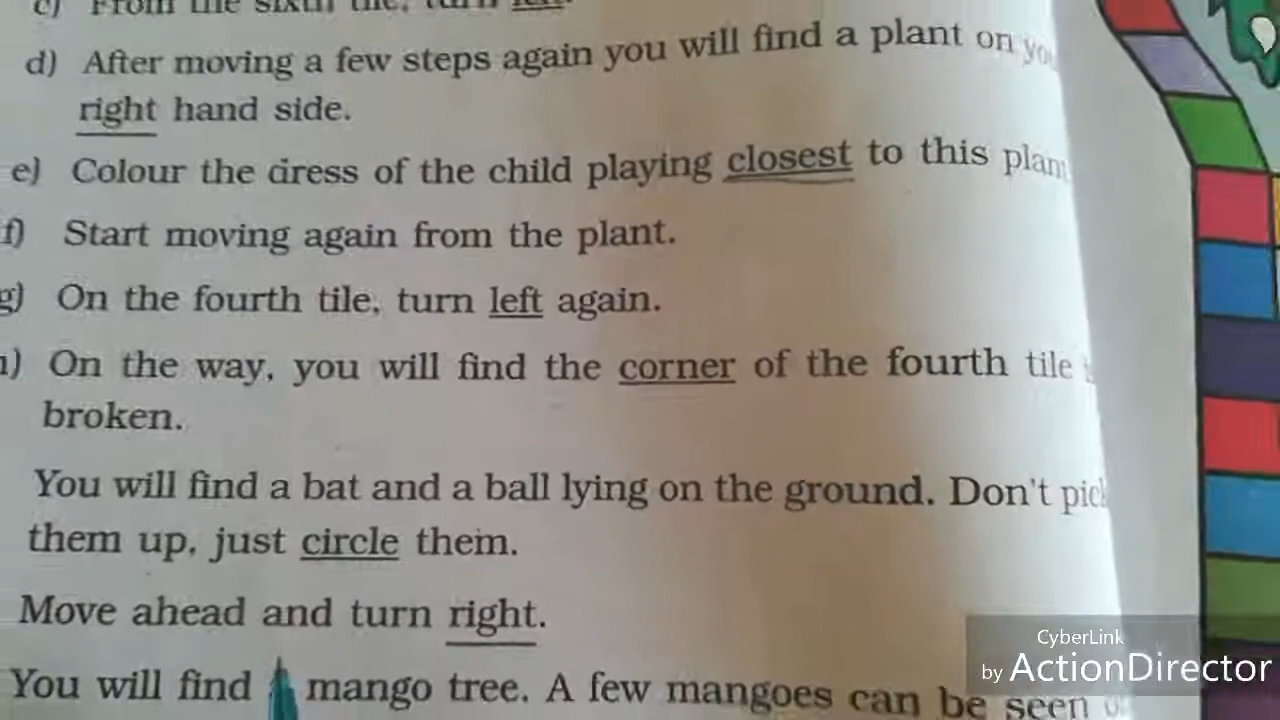 c) From the sixth tile, turn left.
d) After moving a few steps again you will find a plant on
right hand side.
e) Colour the dress of the child playing closest to this
f) Start moving again from the plant.
g) On the fourth tile, turn left again.
On the way, you will find the corner of the fourth tile
broken.
You will find a bat and a ball lying on the ground. Don't
them up, just circle them.
Move ahead and turn right.
You will find mango tree. A few mangoes can be seen
CyberLink
by ActionDirector